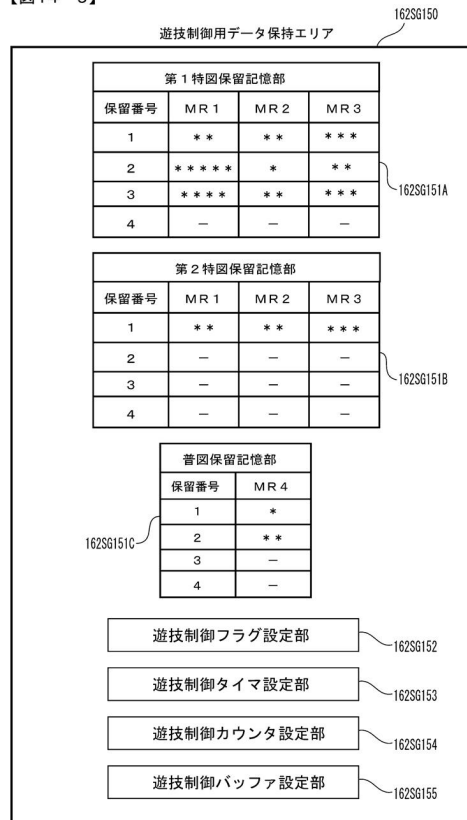 162SG150
遊技制御用データ保持エリア
第1特図保留記憶部
保留番号 MR1 MR2 MR3
1 ** ** ***
2 ***** * **
3 **** ** ***
4 － － －
162SG151A
第2特図保留記憶部
保留番号 MR1 MR2 MR3
1 ** ** ***
2 － － －
3 － － －
4 － － －
162SG151B
普図保留記憶部
保留番号 MR4
1 *
2 **
3 －
4 －
162SG151C
遊技制御フラグ設定部
162SG152
遊技制御タイマ設定部
162SG153
遊技制御カウンタ設定部
162SG154
遊技制御バッファ設定部
162SG155